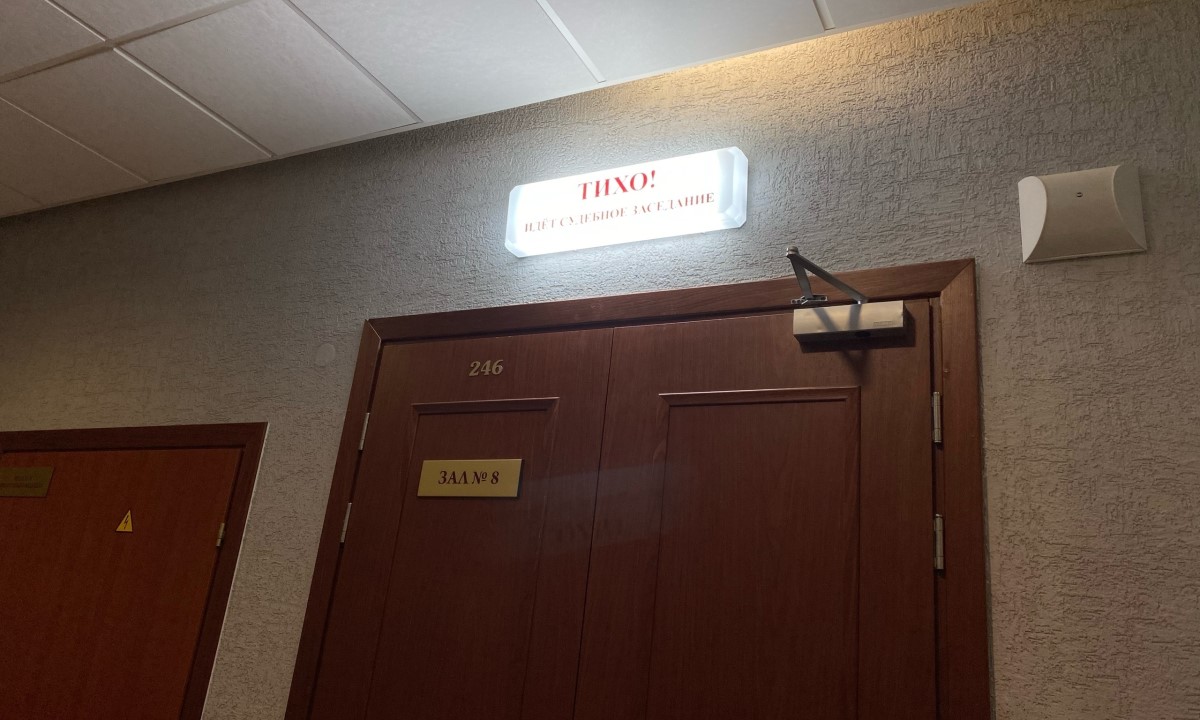 ТИХО!
ИДЁТ СУДЕБНОЕ ЗАСЕДАНИЕ
246
ЗАЛ № 8